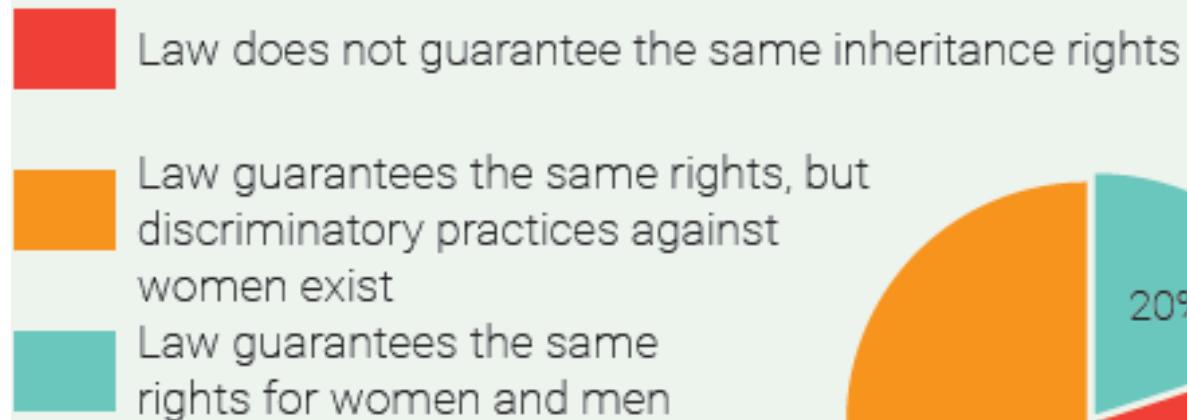 Law does not guarantee the same inheritance rights
Law guarantees the same rights, but
discriminatory practices against
women exist
Law guarantees the same
rights for women and men
20%